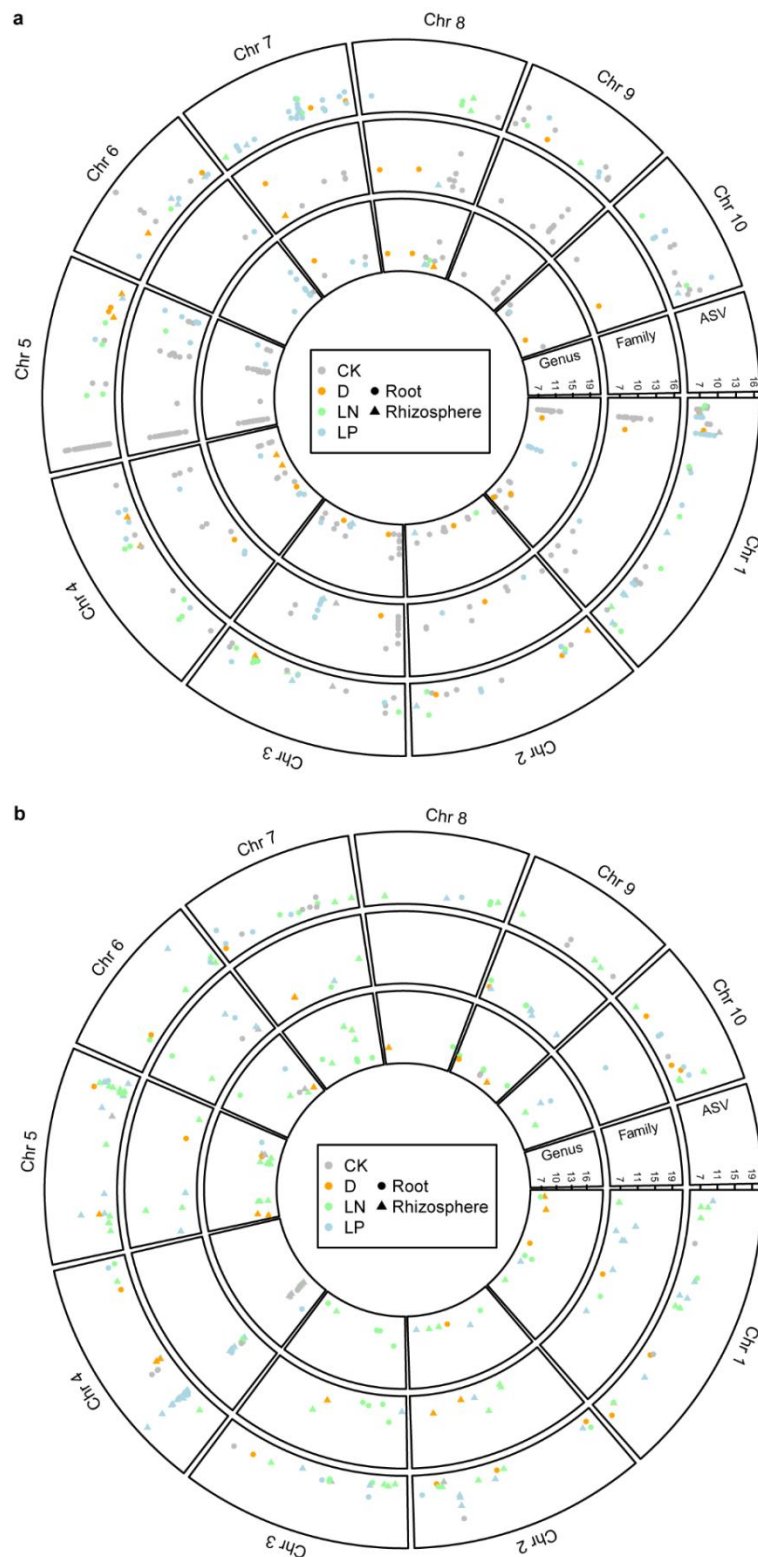 a
Chr 8
Chr 7
Chr 9
Chr 6
Chr 10
Chr 5
Genus
Family
ASV
7 11 15 19
7 10 13 16
7 10 13 16
CK
D
LN
LP
Root
Rhizosphere
Chr 1
Chr 4
Chr 3
Chr 2
b
Chr 8
Chr 7
Chr 9
Chr 6
Chr 10
Chr 5
Genus
Family
ASV
7 10 13 16
7 11 15 19
7 11 15 19
CK
D
LN
LP
Root
Rhizosphere
Chr 1
Chr 4
Chr 3
Chr 2